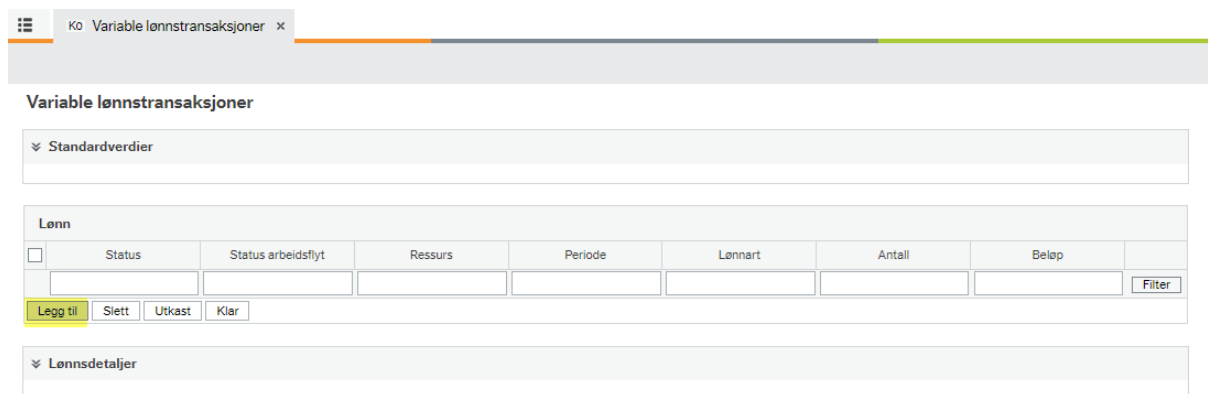 KO Variable lønnstransaksjoner ×
Variable lønnstransaksjoner
Standardverdier
Lønn
Status Status arbeidsflyt Ressurs Periode Lønnart Antall Beløp
Filter
Legg til Slett Utkast Klar
Lønnsdetaljer